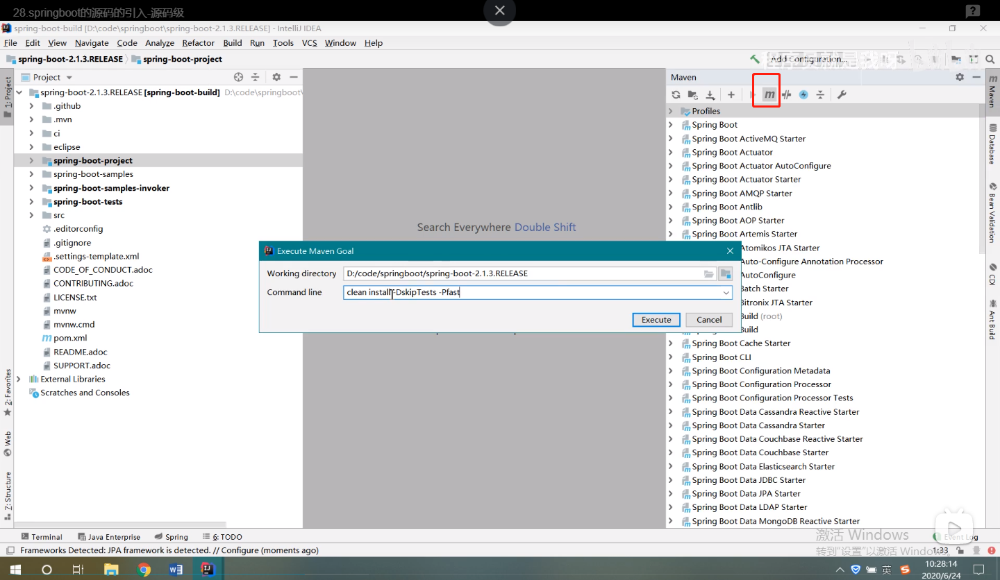 28.springboot的源码的引入-源码级
spring-boot-build [D:\code\springboot\spring-boot-2.1.3.RELEASE] - IntelliJ IDEA
File Edit View Navigate Code Analyze Refactor Build Run Tools VCS Window Help
spring-boot-2.1.3.RELEASE spring-boot-project
Add Configuration...
程序员就是我呀
1: Project
Project
spring-boot-2.1.3.RELEASE [spring-boot-build] D:\code\springboot\
.github
.mvn
ci
eclipse
spring-boot-project
spring-boot-samples
spring-boot-samples-invoker
spring-boot-tests
src
.editorconfig
.gitignore
.settings-template.xml
CODE_OF_CONDUCT.adoc
CONTRIBUTING.adoc
LICENSE.txt
mvnw
mvnw.cmd
pom.xml
README.adoc
SUPPORT.adoc
External Libraries
Scratches and Consoles
2: Favorites
Web
Z: Structure
Search Everywhere Double Shift
Execute Maven Goal
Working directory D:/code/springboot/spring-boot-2.1.3.RELEASE
Command line clean install -DskipTests -Pfast
Execute Cancel
Maven
m
Profiles
Spring Boot
Spring Boot ActiveMQ Starter
Spring Boot Actuator
Spring Boot Actuator AutoConfigure
Spring Boot Actuator Starter
Spring Boot AMQP Starter
Spring Boot Antlib
Spring Boot AOP Starter
Spring Boot Artemis Starter
Atomikos JTA Starter
Auto-Configure Annotation Processor
AutoConfigure
Batch Starter
Bitronix JTA Starter
Build (root)
Build
Spring Boot Cache Starter
Spring Boot CLI
Spring Boot Configuration Metadata
Spring Boot Configuration Processor
Spring Boot Configuration Processor Tests
Spring Boot Data Cassandra Reactive Starter
Spring Boot Data Cassandra Starter
Spring Boot Data Couchbase Reactive Starter
Spring Boot Data Couchbase Starter
Spring Boot Data Elasticsearch Starter
Spring Boot Data JDBC Starter
Spring Boot Data JPA Starter
Spring Boot Data LDAP Starter
Spring Boot Data MongoDB Reactive Starter
Maven
Database
Bean Validation
CDI
Ant Build
Terminal Java Enterprise Spring 6: TODO
Event Log
激活 Windows
转到"设置"以激活 Windows。
Frameworks Detected: JPA framework is detected. // Configure (moments ago)
1:33
英
10:28:14
2020/6/24